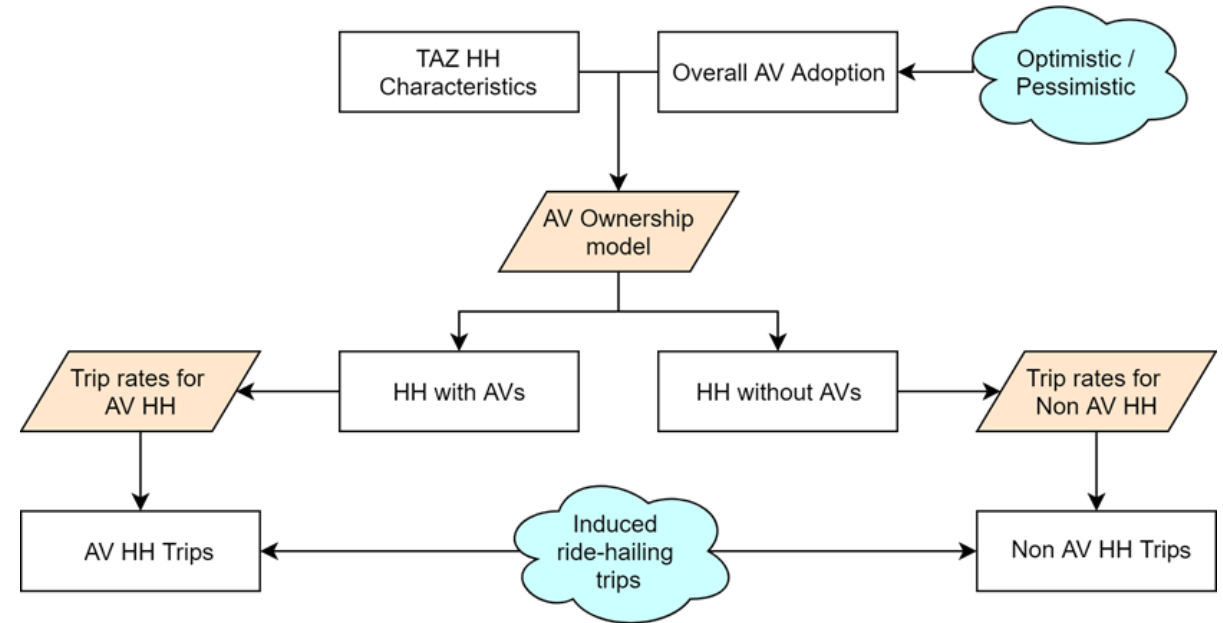 TAZ HH
Characteristics
Overall AV Adoption
Optimistic /
Pessimistic
AV Ownership
model
Trip rates for
AV HH
HH with AVs
HH without AVs
Trip rates for
Non AV HH
AV HH Trips
Induced
ride-hailing
trips
Non AV HH Trips